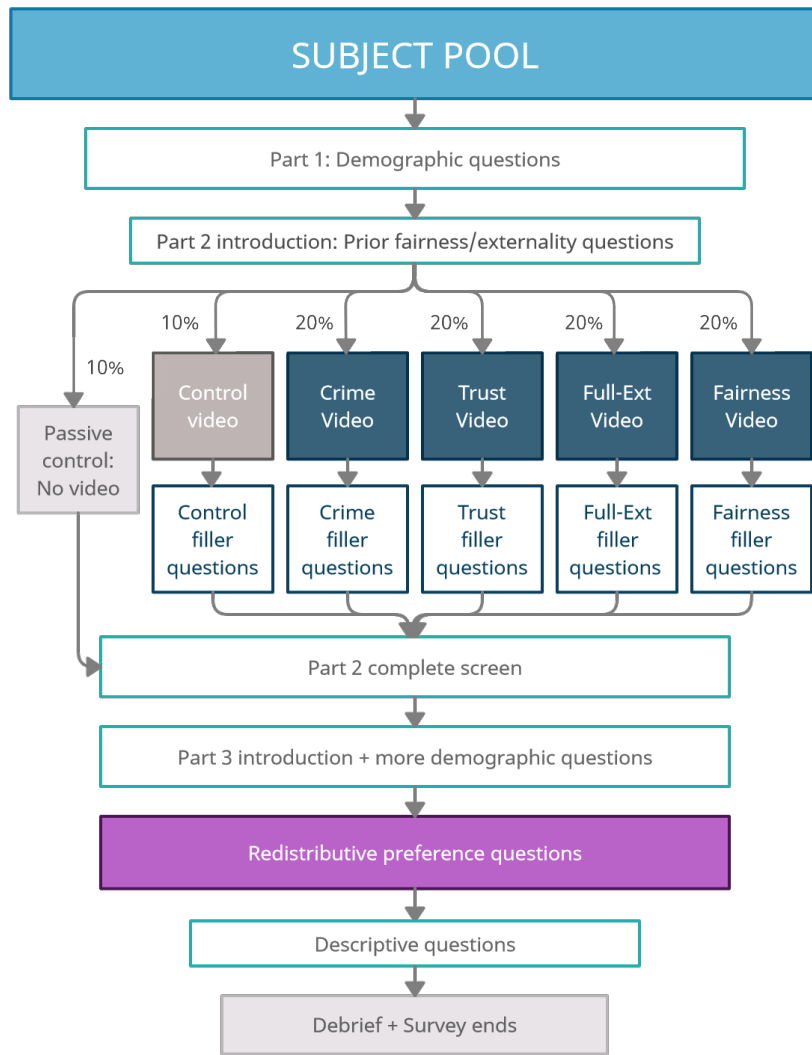 SUBJECT POOL
Part 1: Demographic questions
Part 2 introduction: Prior fairness/externality questions
10%
10%
20%
20%
20%
20%
Passive
control:
No video
Control
video
Crime
Video
Trust
Video
Full-Ext
Video
Fairness
Video
Control
filler
questions
Crime
filler
questions
Trust
filler
questions
Full-Ext
filler
questions
Fairness
filler
questions
Part 2 complete screen
Part 3 introduction + more demographic questions
Redistributive preference questions
Descriptive questions
Debrief + Survey ends